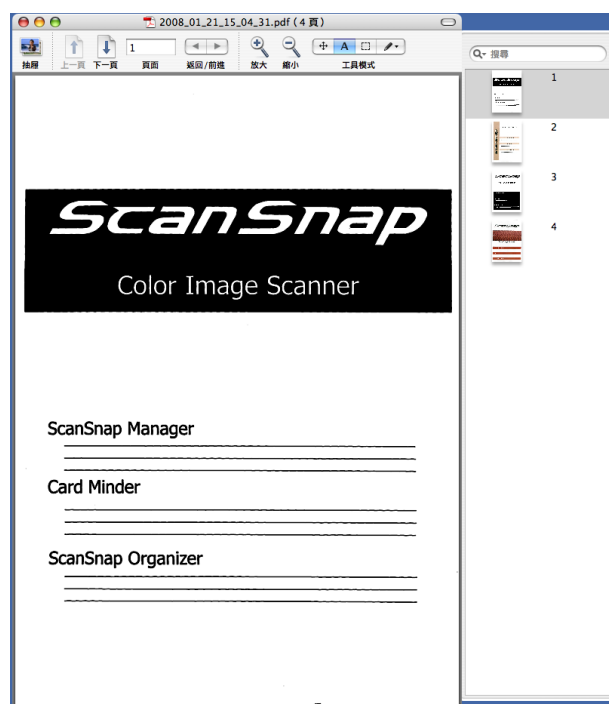 2008_01_21_15_04_31.pdf (4 頁)
1
抽屜 上一頁 下一頁 頁面 返回/前進 放大 縮小 工具模式
A
搜尋
1
2
3
4
ScanSnap
Color Image Scanner
ScanSnap Manager
Card Minder
ScanSnap Organizer